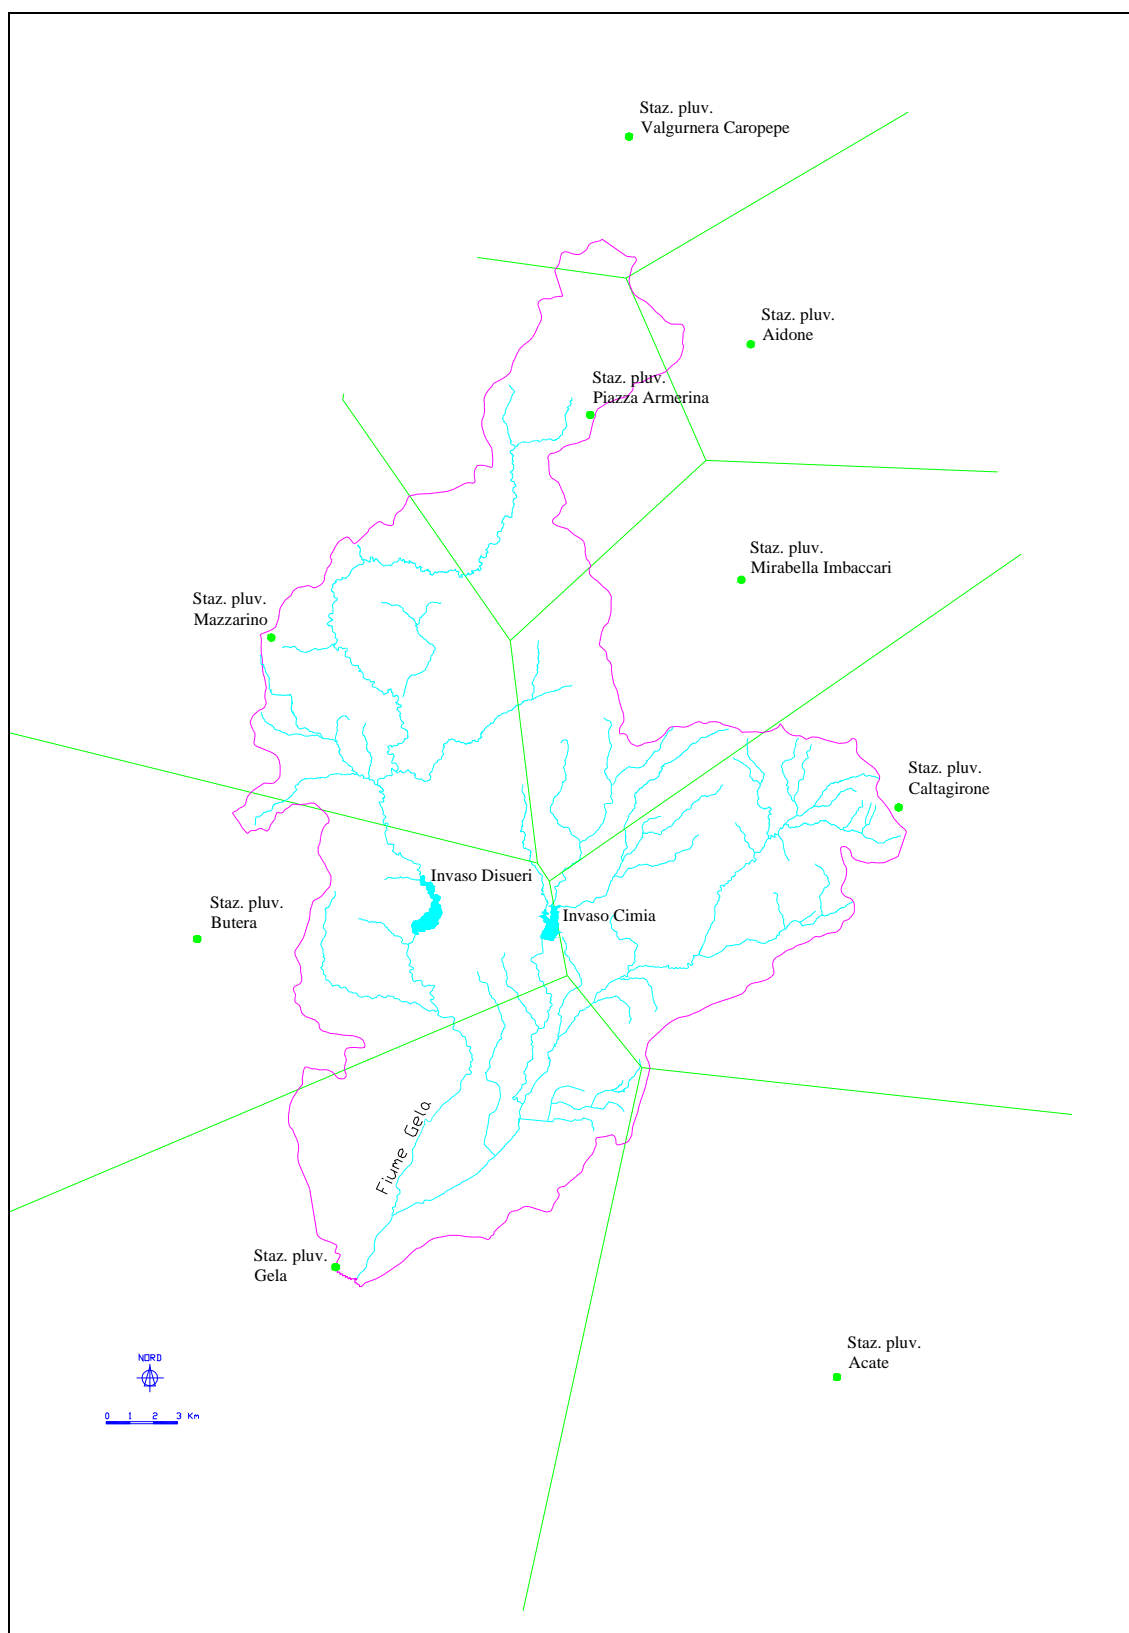 Staz. pluv.
Valgurnera Caropepe
Staz. pluv.
Aidone
Staz. pluv.
Piazza Armerina
Staz. pluv.
Mirabella Imbaccari
Staz. pluv.
Mazzarino
Staz. pluv.
Caltagirone
Invaso Disueri
Staz. pluv.
Butera
Invaso Cimia
Fiume Gela
Staz. pluv.
Gela
Staz. pluv.
Acate
NORD
0 1 2 3 Km